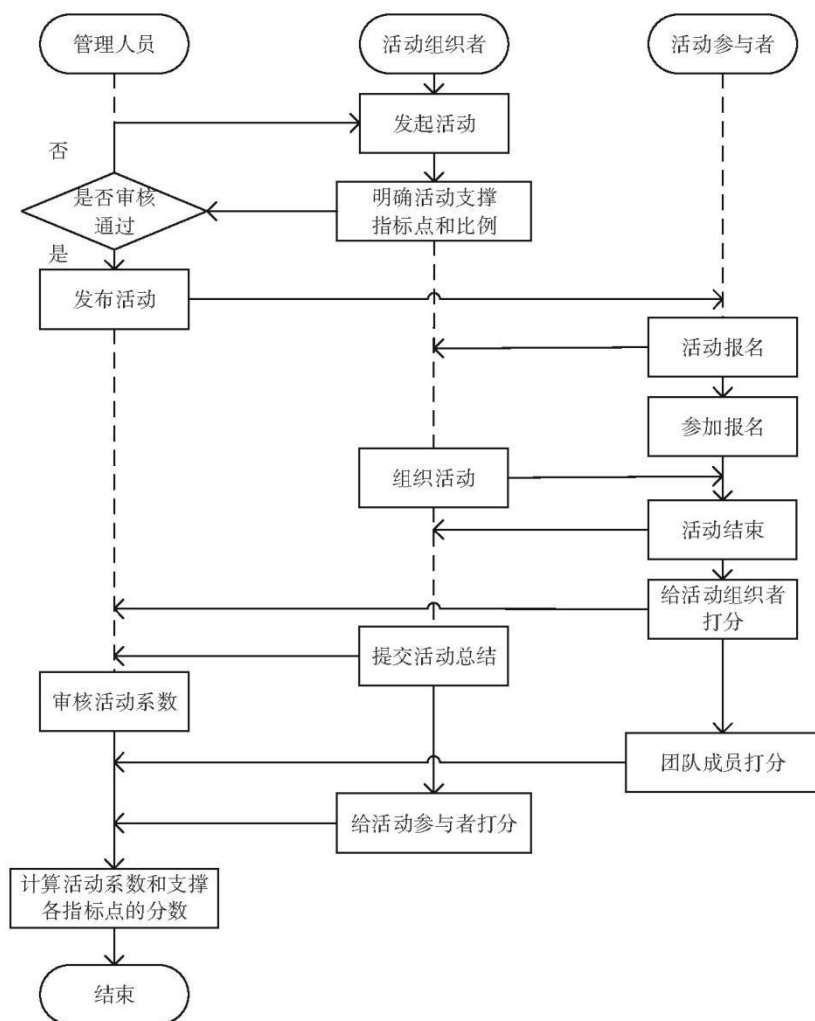 管理人员
活动组织者
活动参与者
发起活动
否
是否审核
通过
明确活动支撑
指标点和比例
是
发布活动
活动报名
参加报名
组织活动
活动结束
给活动组织者
打分
提交活动总结
审核活动系数
团队成员打分
给活动参与者打分
计算活动系数和支撑
各指标点的分数
结束